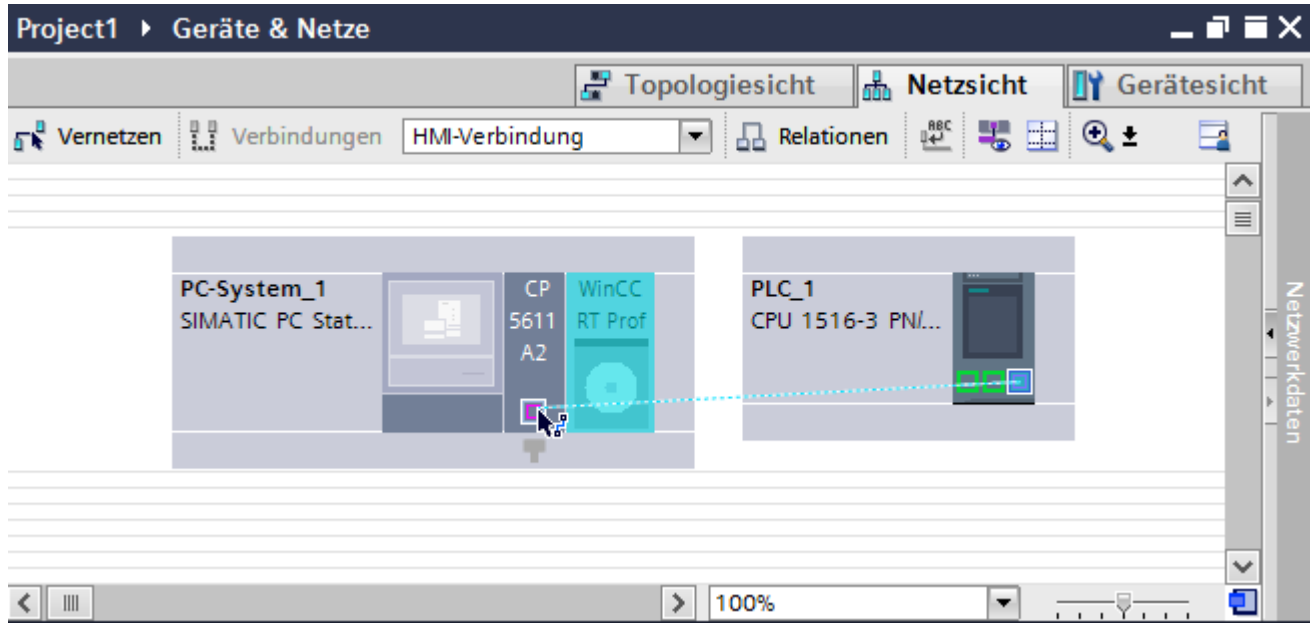 Project1 ▸ Geräte & Netze
Topologiesicht
Netzsicht
Gerätesicht
Vernetzen
Verbindungen
HMI-Verbindung
Relationen
ABC
PC-System_1
SIMATIC PC Stat...
CP
5611
A2
WinCC
RT Prof
PLC_1
CPU 1516-3 PN/...
Netzwerkdaten
100%